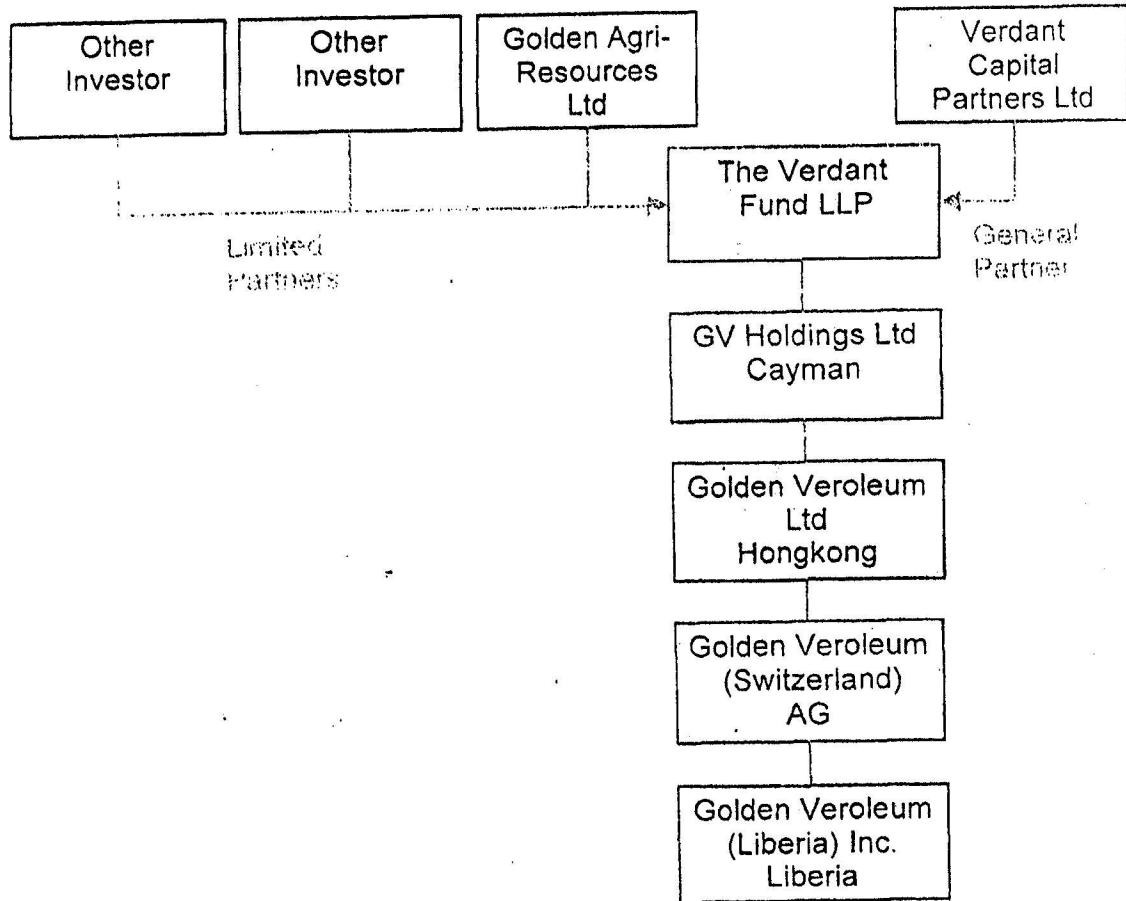 Other
Investor
Other
Investor
Golden Agri-
Resources
Ltd
Verdant
Capital
Partners Ltd
The Verdant
Fund LLP
Limited
Partners
General
Partner
GV Holdings Ltd
Cayman
Golden Veroleum
Ltd
Hongkong
Golden Veroleum
(Switzerland)
AG
Golden Veroleum
(Liberia) Inc.
Liberia